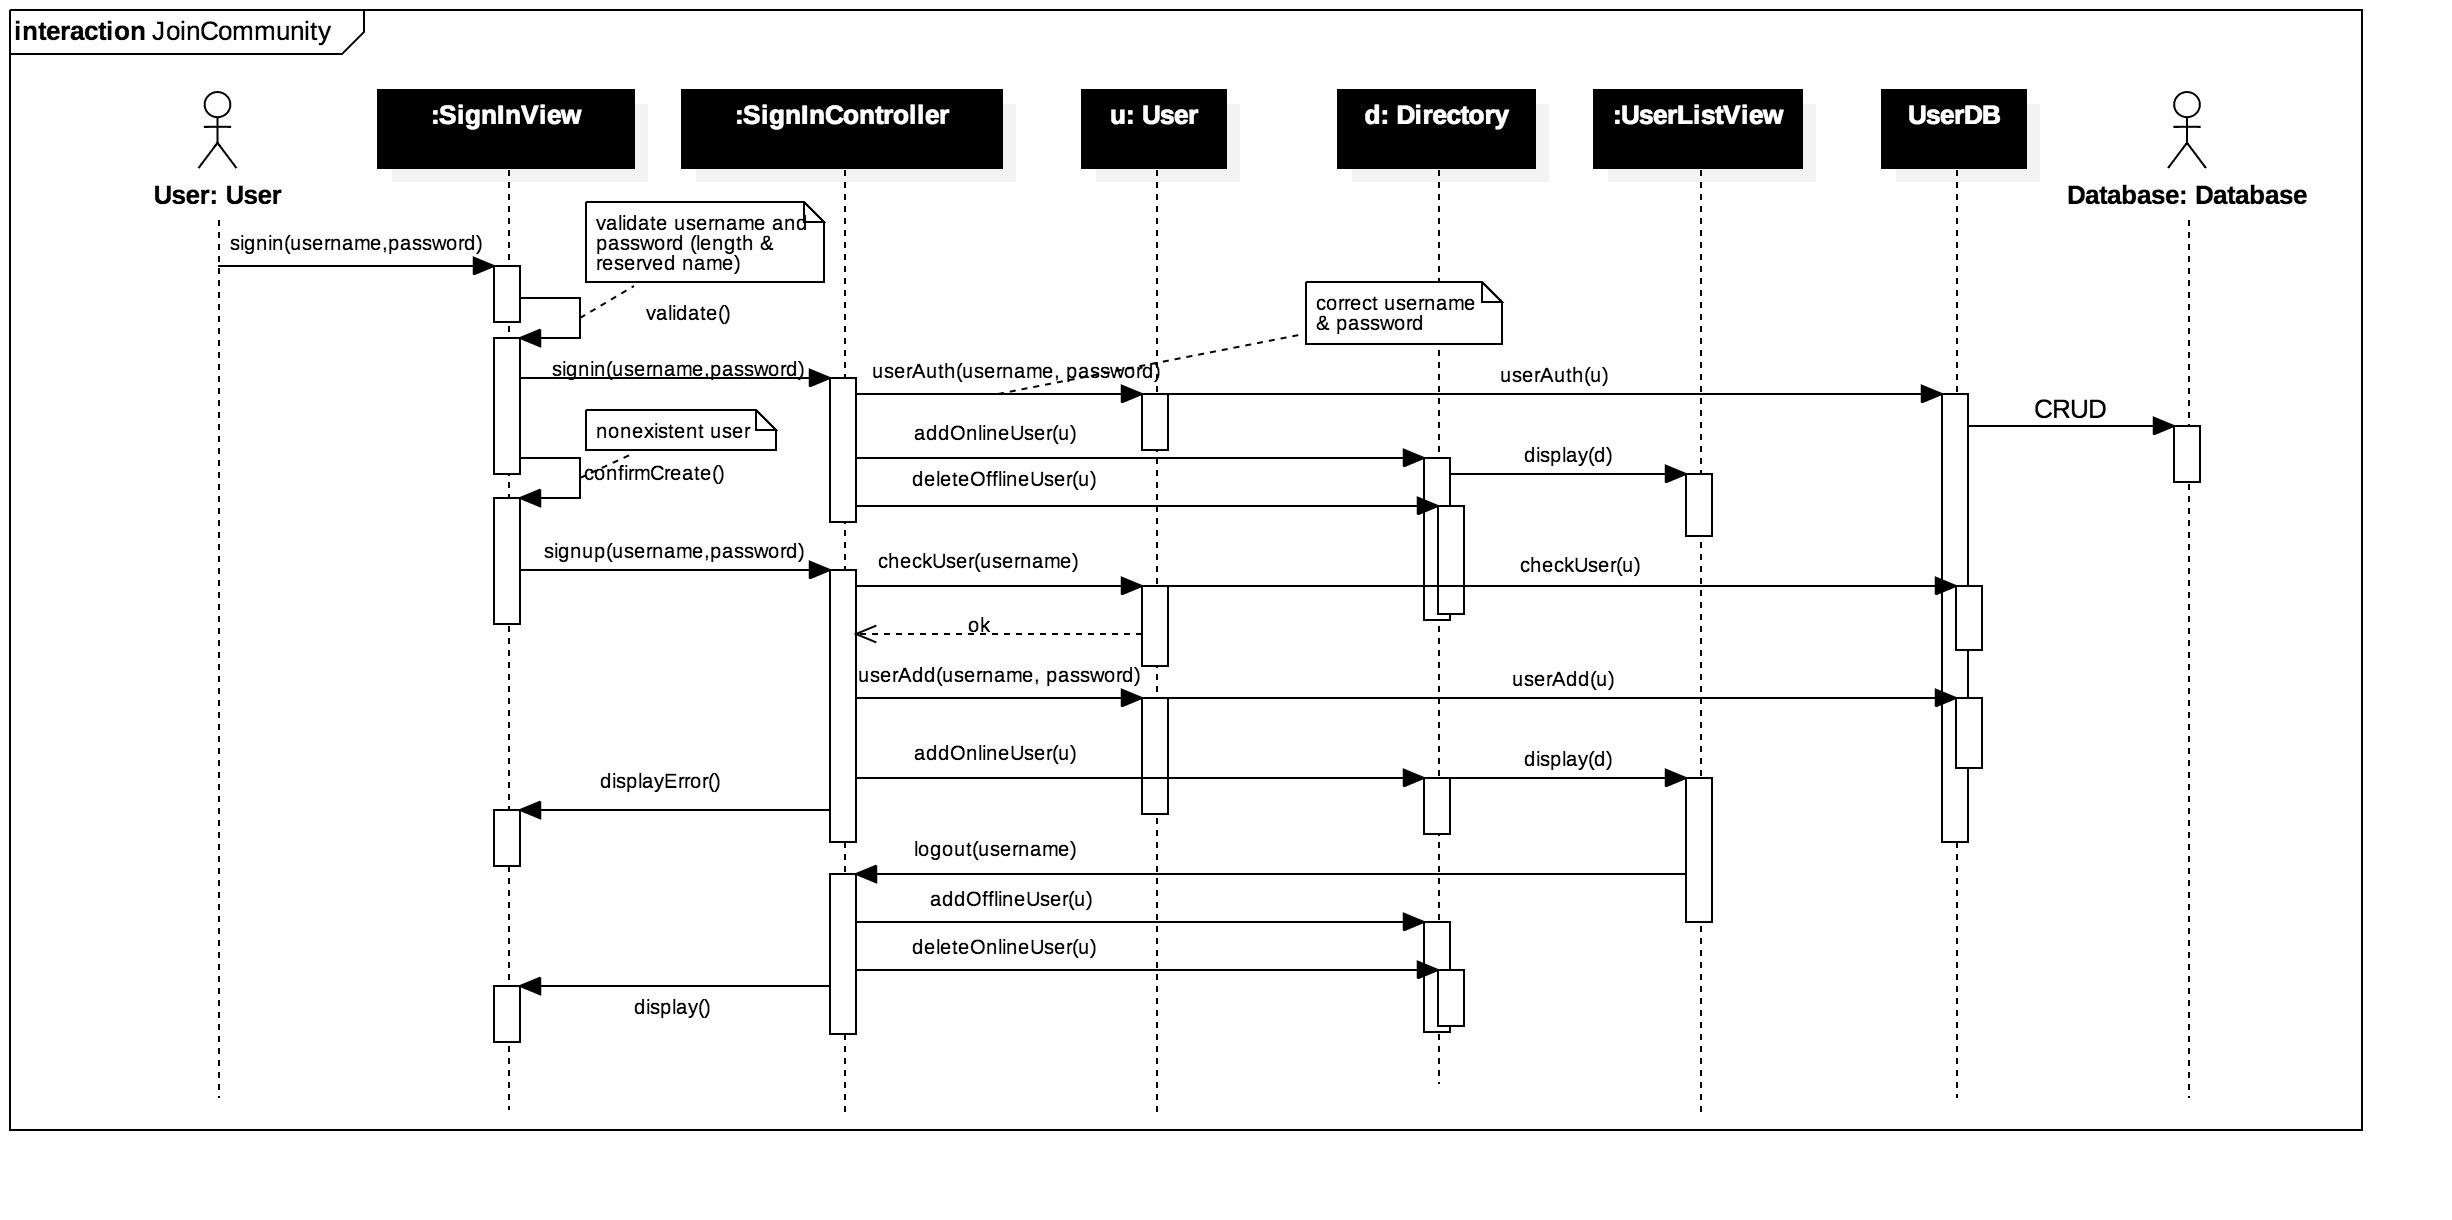 interaction JoinCommunity
:SignInView
:SignInController
u: User
d: Directory
:UserListView
UserDB
User: User
Database: Database
validate username and
password (length &
reserved name)
signin(username,password)
validate()
correct username
& password
signin(username,password)
userAuth(username, password)
userAuth(u)
CRUD
nonexistent user
addOnlineUser(u)
display(d)
confirmCreate()
deleteOfflineUser(u)
signup(username,password)
checkUser(username)
checkUser(u)
ok
userAdd(username, password)
userAdd(u)
addOnlineUser(u)
display(d)
displayError()
logout(username)
addOfflineUser(u)
deleteOnlineUser(u)
display()